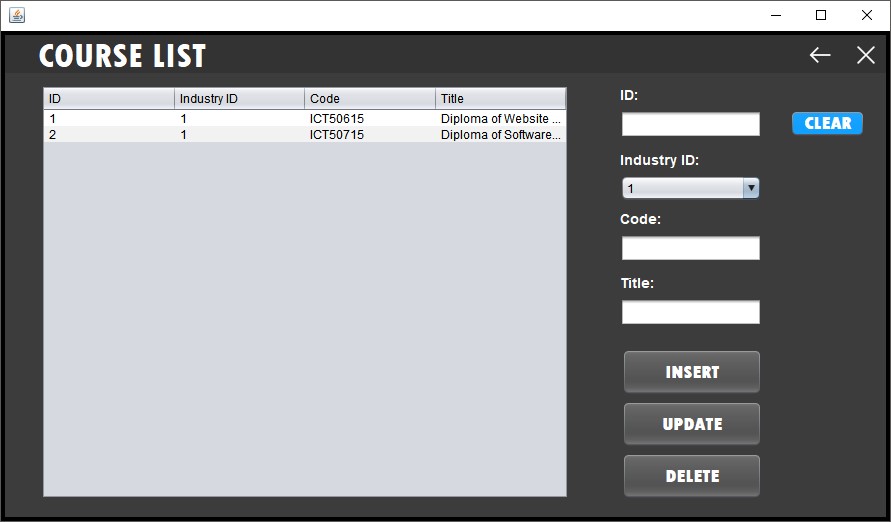 COURSE LIST
ID Industry ID Code Title
1 1 ICT50615 Diploma of Website ...
2 1 ICT50715 Diploma of Software...
ID:
CLEAR
Industry ID:
1
Code:
Title:
INSERT
UPDATE
DELETE